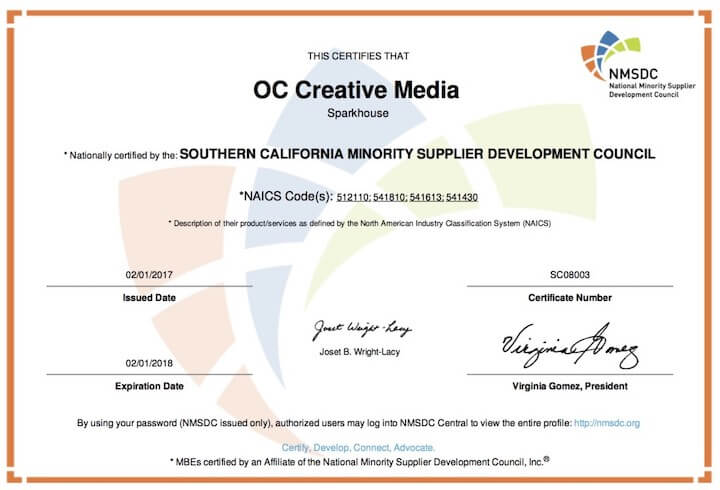 THIS CERTIFIES THAT
NMSDC
National Minority Supplier
Development Council
OC Creative Media
Sparkhouse
* Nationally certified by the: SOUTHERN CALIFORNIA MINORITY SUPPLIER DEVELOPMENT COUNCIL
*NAICS Code(s): 512110; 541810; 541613; 541430
* Description of their product/services as defined by the North American Industry Classification System (NAICS)
02/01/2017
Issued Date
SC08003
Certificate Number
Joset Wright-Lacy
Joset B. Wright-Lacy
Virginia Gomez
02/01/2018
Expiration Date
Virginia Gomez, President
By using your password (NMSDC issued only), authorized users may log into NMSDC Central to view the entire profile: http://nmsdc.org
Certify, Develop, Connect, Advocate.
* MBEs certified by an Affiliate of the National Minority Supplier Development Council, Inc.®